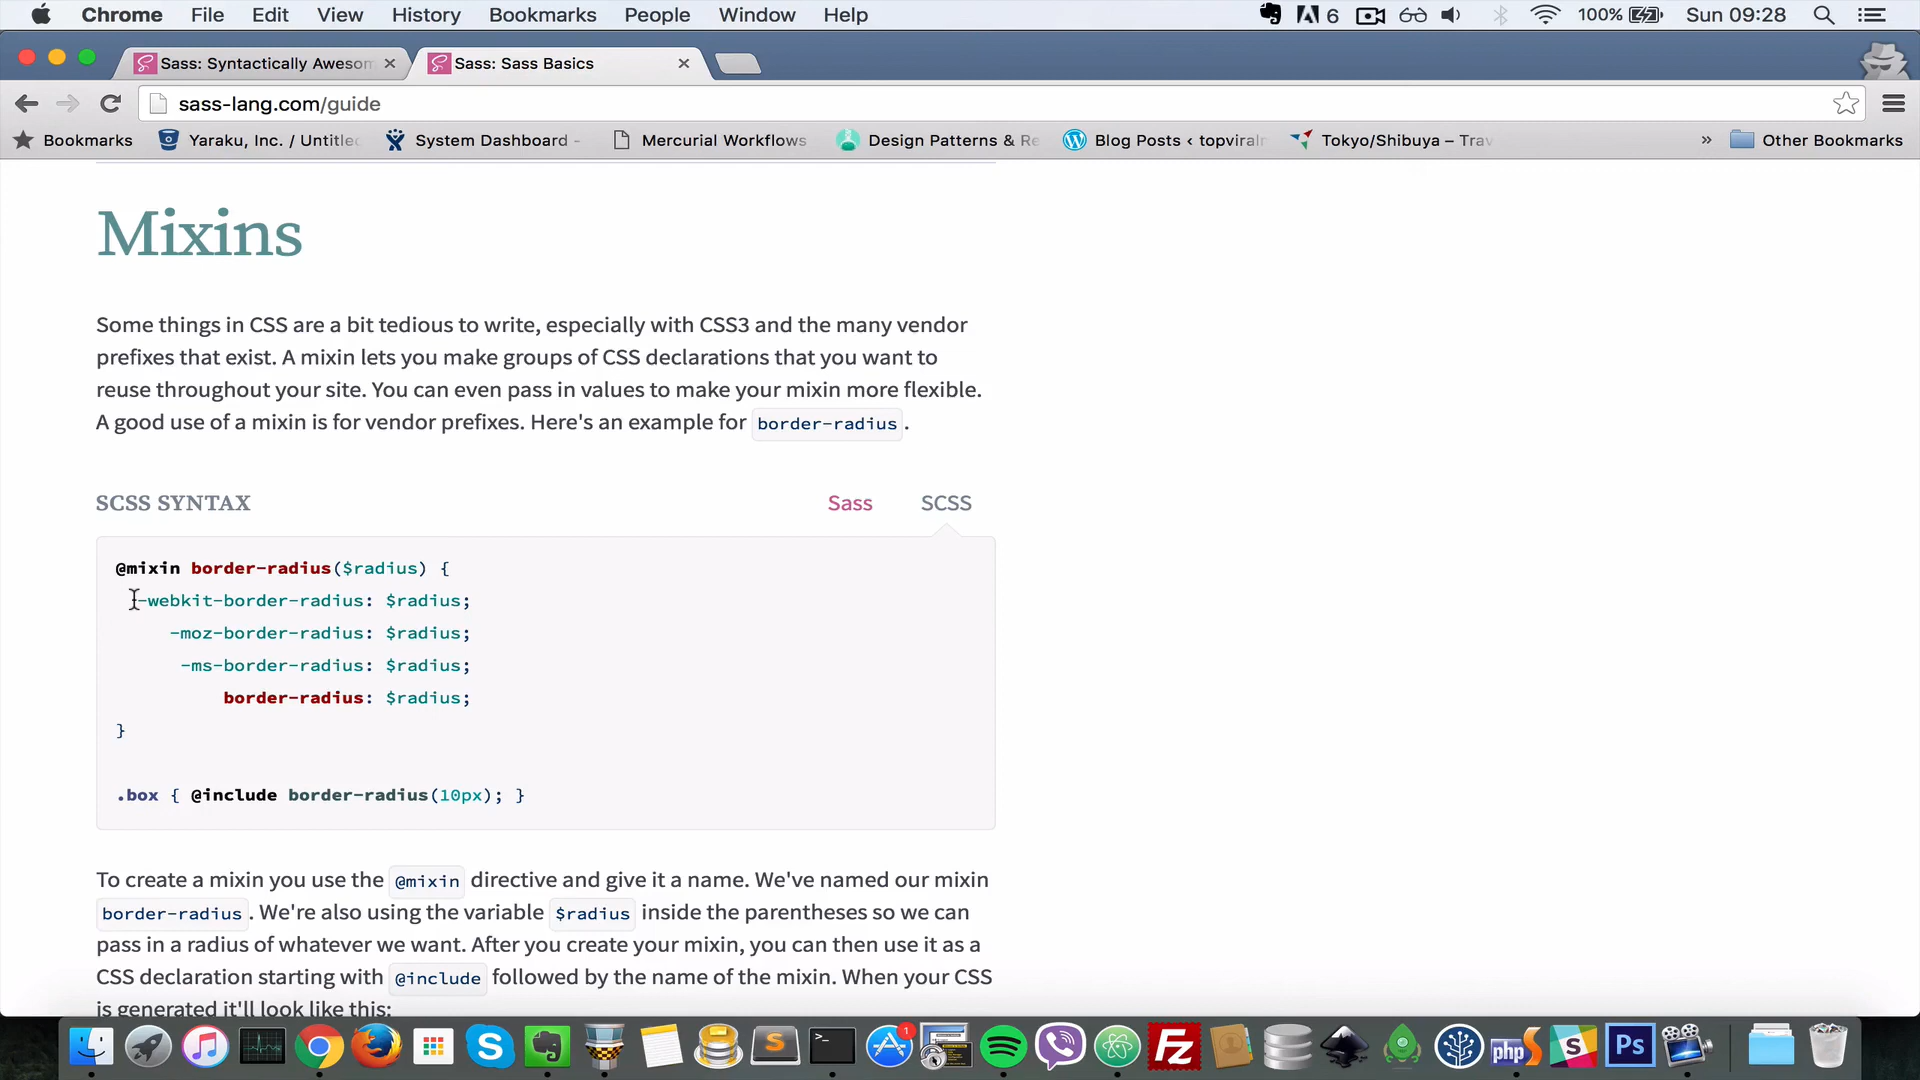 Chrome File Edit View History Bookmarks People Window Help 6 100% Sun 09:28
Sass: Syntactically Awesom Sass: Sass Basics
sass-lang.com/guide
Bookmarks Yaraku, Inc. / Untitle System Dashboard - Mercurial Workflows Design Patterns & Re Blog Posts ‹ topviral Tokyo/Shibuya – Trav » Other Bookmarks
Mixins
Some things in CSS are a bit tedious to write, especially with CSS3 and the many vendor
prefixes that exist. A mixin lets you make groups of CSS declarations that you want to
reuse throughout your site. You can even pass in values to make your mixin more flexible.
A good use of a mixin is for vendor prefixes. Here's an example for border-radius.
SCSS SYNTAX Sass SCSS
@mixin border-radius($radius) {
-webkit-border-radius: $radius;
-moz-border-radius: $radius;
-ms-border-radius: $radius;
border-radius: $radius;
}
.box { @include border-radius(10px); }
To create a mixin you use the @mixin directive and give it a name. We've named our mixin
border-radius. We're also using the variable $radius inside the parentheses so we can
pass in a radius of whatever we want. After you create your mixin, you can then use it as a
CSS declaration starting with @include followed by the name of the mixin. When your CSS
is generated it'll look like this:
1
Fz
php
Ps